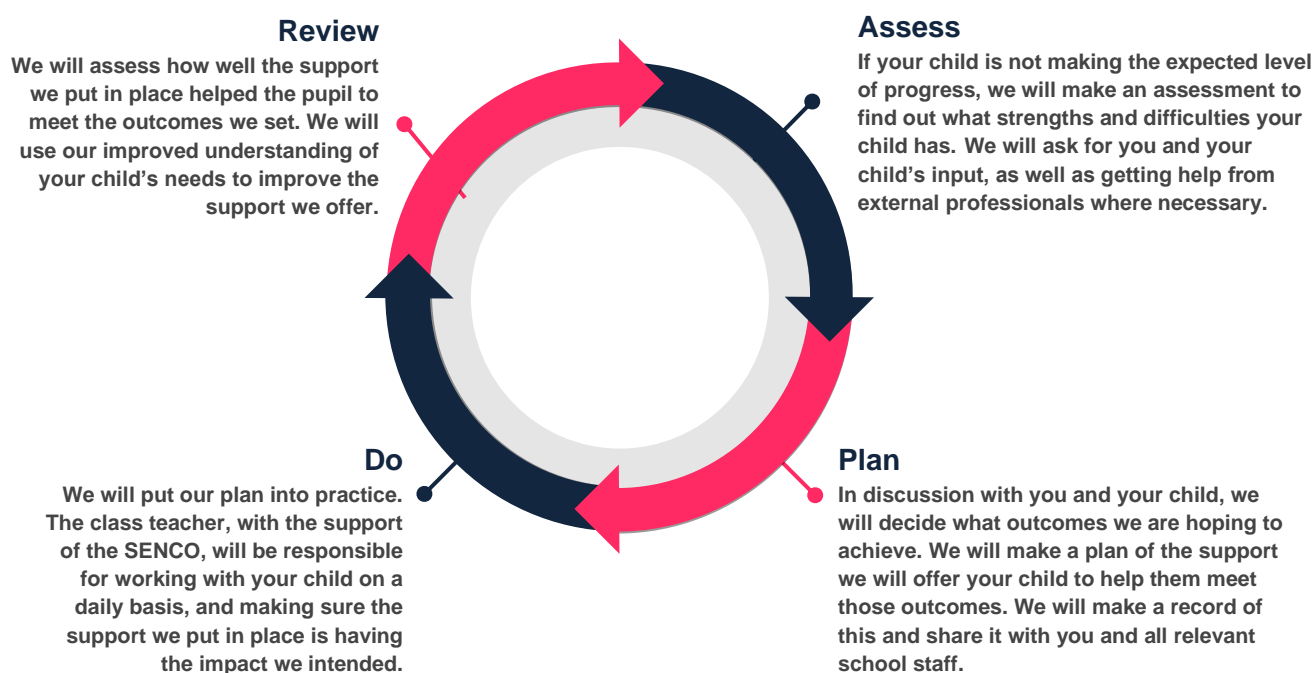 Review
We will assess how well the support
we put in place helped the pupil to
meet the outcomes we set. We will
use our improved understanding of
your child’s needs to improve the
support we offer.
Assess
If your child is not making the expected level
of progress, we will make an assessment to
find out what strengths and difficulties your
child has. We will ask for you and your
child’s input, as well as getting help from
external professionals where necessary.
Do
We will put our plan into practice.
The class teacher, with the support
of the SENCO, will be responsible
for working with your child on a
daily basis, and making sure the
support we put in place is having
the impact we intended.
Plan
In discussion with you and your child, we
will decide what outcomes we are hoping to
achieve. We will make a plan of the support
we will offer your child to help them meet
those outcomes. We will make a record of
this and share it with you and all relevant
school staff.